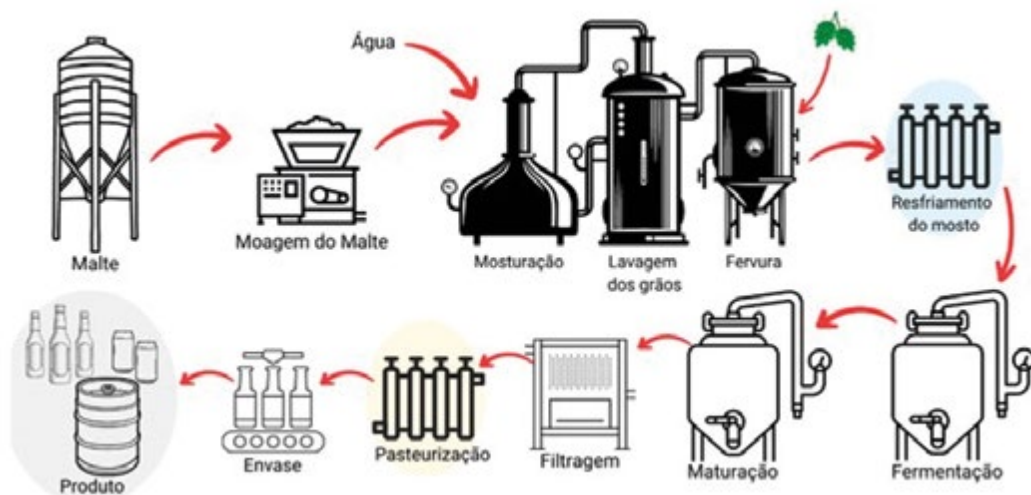 Água
Malte
Moagem do Malte
Mosturação
Lavagem
dos grãos
Fervura
Resfriamento
do mosto
Produto
Envase
Pasteurização
Filtragem
Maturação
Fermentação